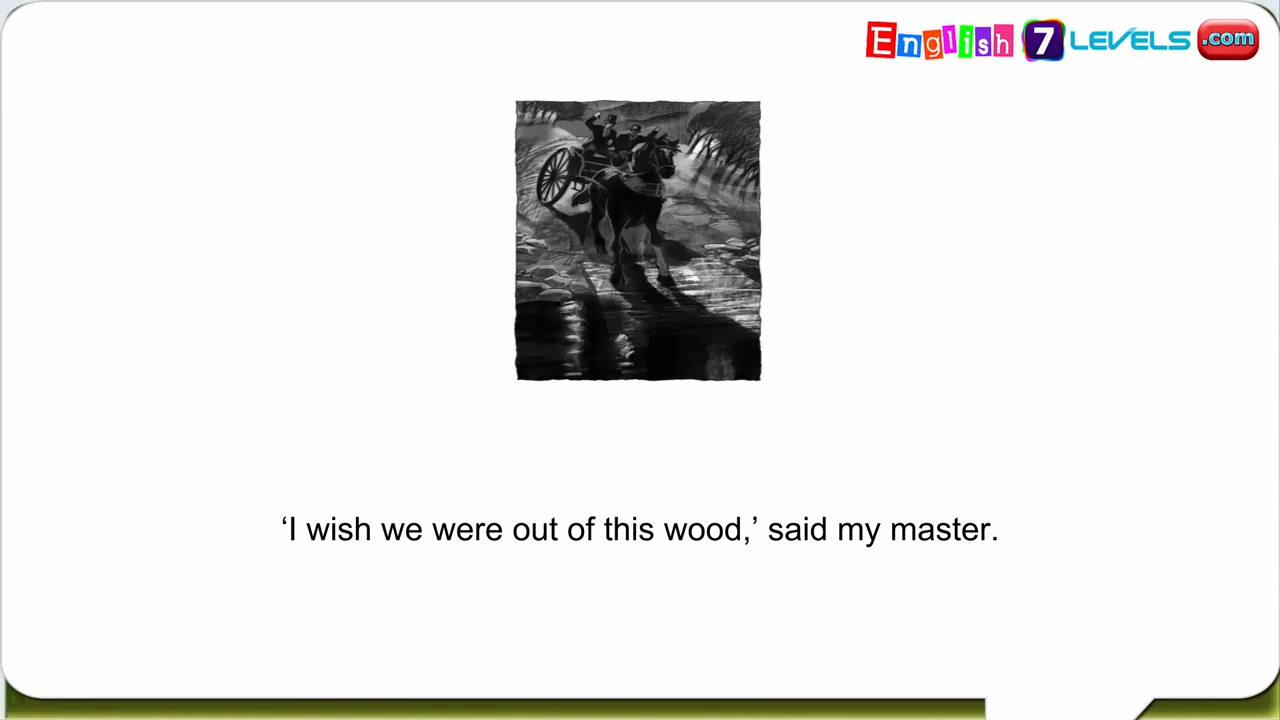 English 7 LEVELS .com
‘I wish we were out of this wood,’ said my master.